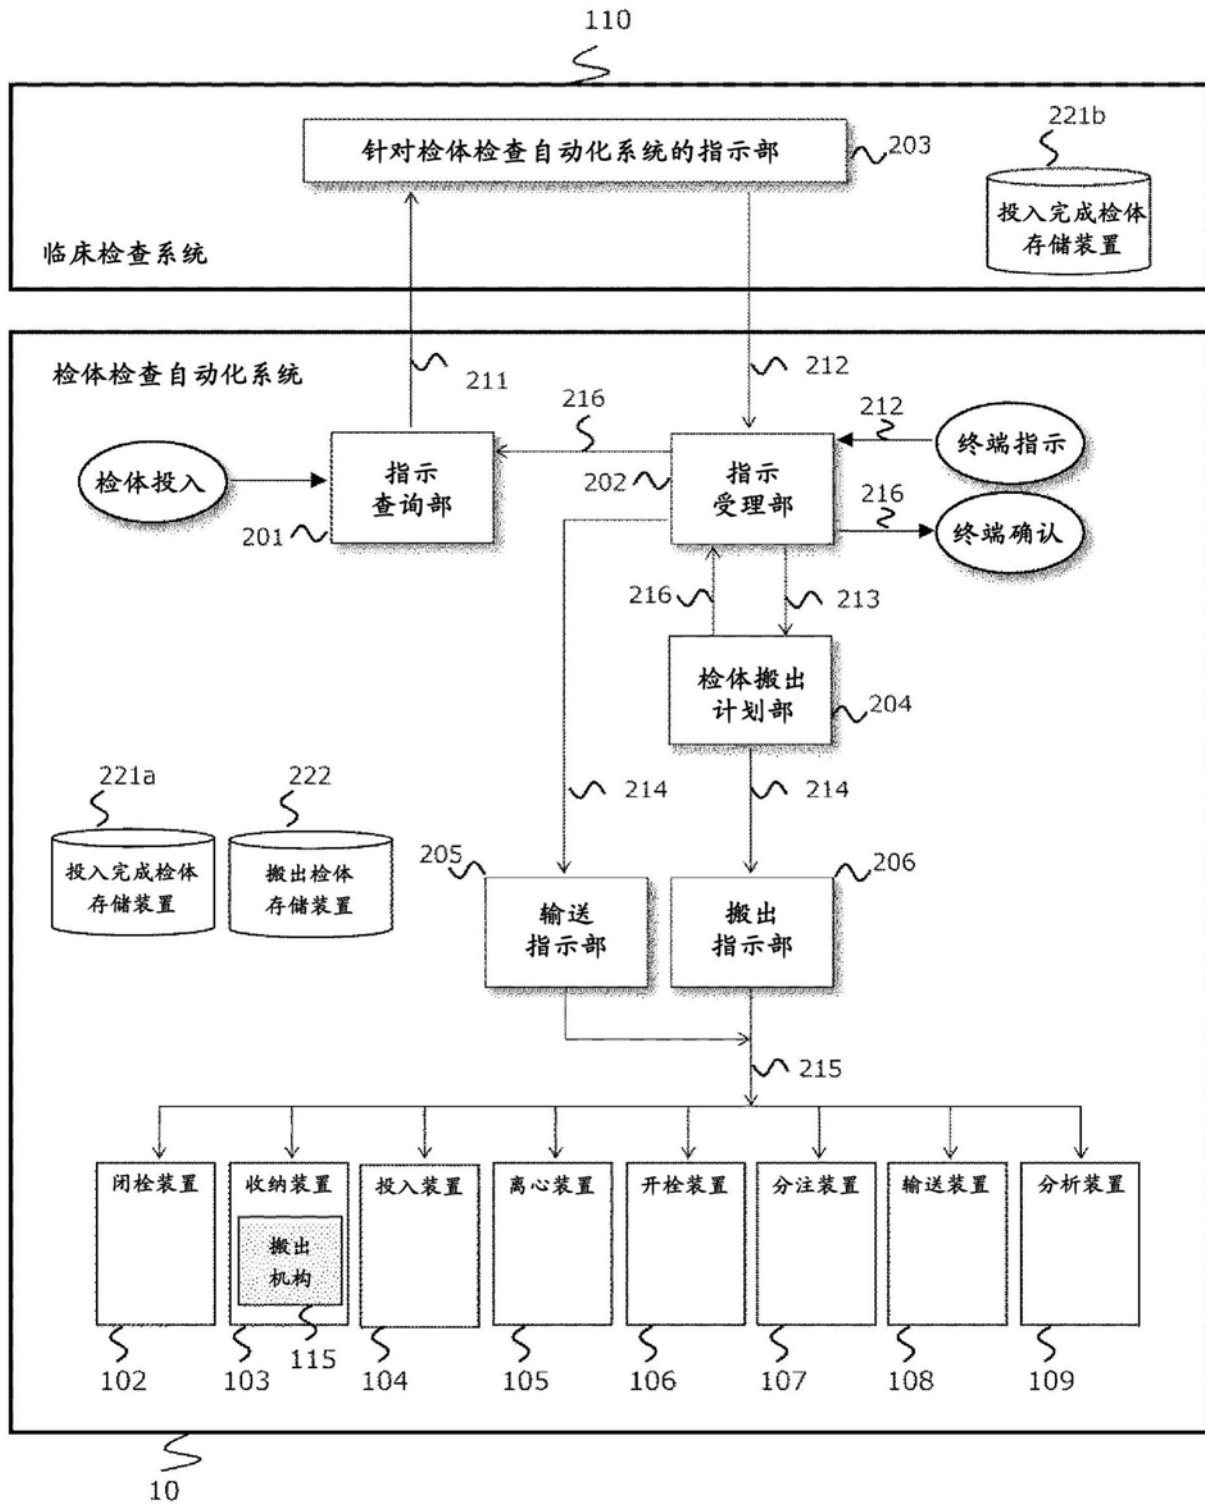 110
221b
针对检体检查自动化系统的指示部
203
投入完成检体
存储装置
临床检查系统
检体检查自动化系统
211
212
216
212
检体投入
指示
查询部
202
指示
受理部
终端指示
201
216
终端确认
216
213
检体搬出
计划部
204
221a
222
214
214
投入完成检体
存储装置
搬出检体
存储装置
205
206
输送
指示部
搬出
指示部
215
闭栓装置
收纳装置
投入装置
离心装置
开栓装置
分注装置
输送装置
分析装置
搬出
机构
102
103
115
104
105
106
107
108
109
10